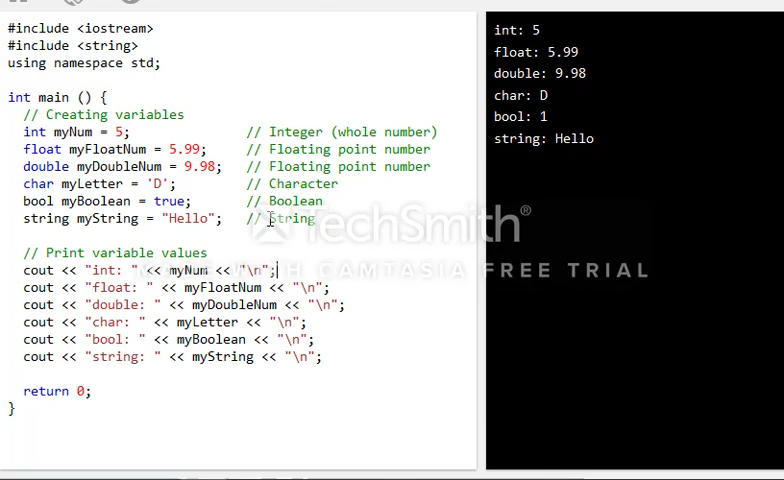 #include <iostream>
#include <string>
using namespace std;
int main () {
// Creating variables
int myNum = 5; // Integer (whole number)
float myFloatNum = 5.99; // Floating point number
double myDoubleNum = 9.98; // Floating point number
char myLetter = 'D'; // Character
bool myBoolean = true; // Boolean
string myString = "Hello"; // String
// Print variable values
cout << "int: " << myNum << "\n";
cout << "float: " << myFloatNum << "\n";
cout << "double: " << myDoubleNum << "\n";
cout << "char: " << myLetter << "\n";
cout << "bool: " << myBoolean << "\n";
cout << "string: " << myString << "\n";
return 0;
}
int: 5
float: 5.99
double: 9.98
char: D
bool: 1
string: Hello
TechSmith®
MADE WITH CAMTASIA FREE TRIAL